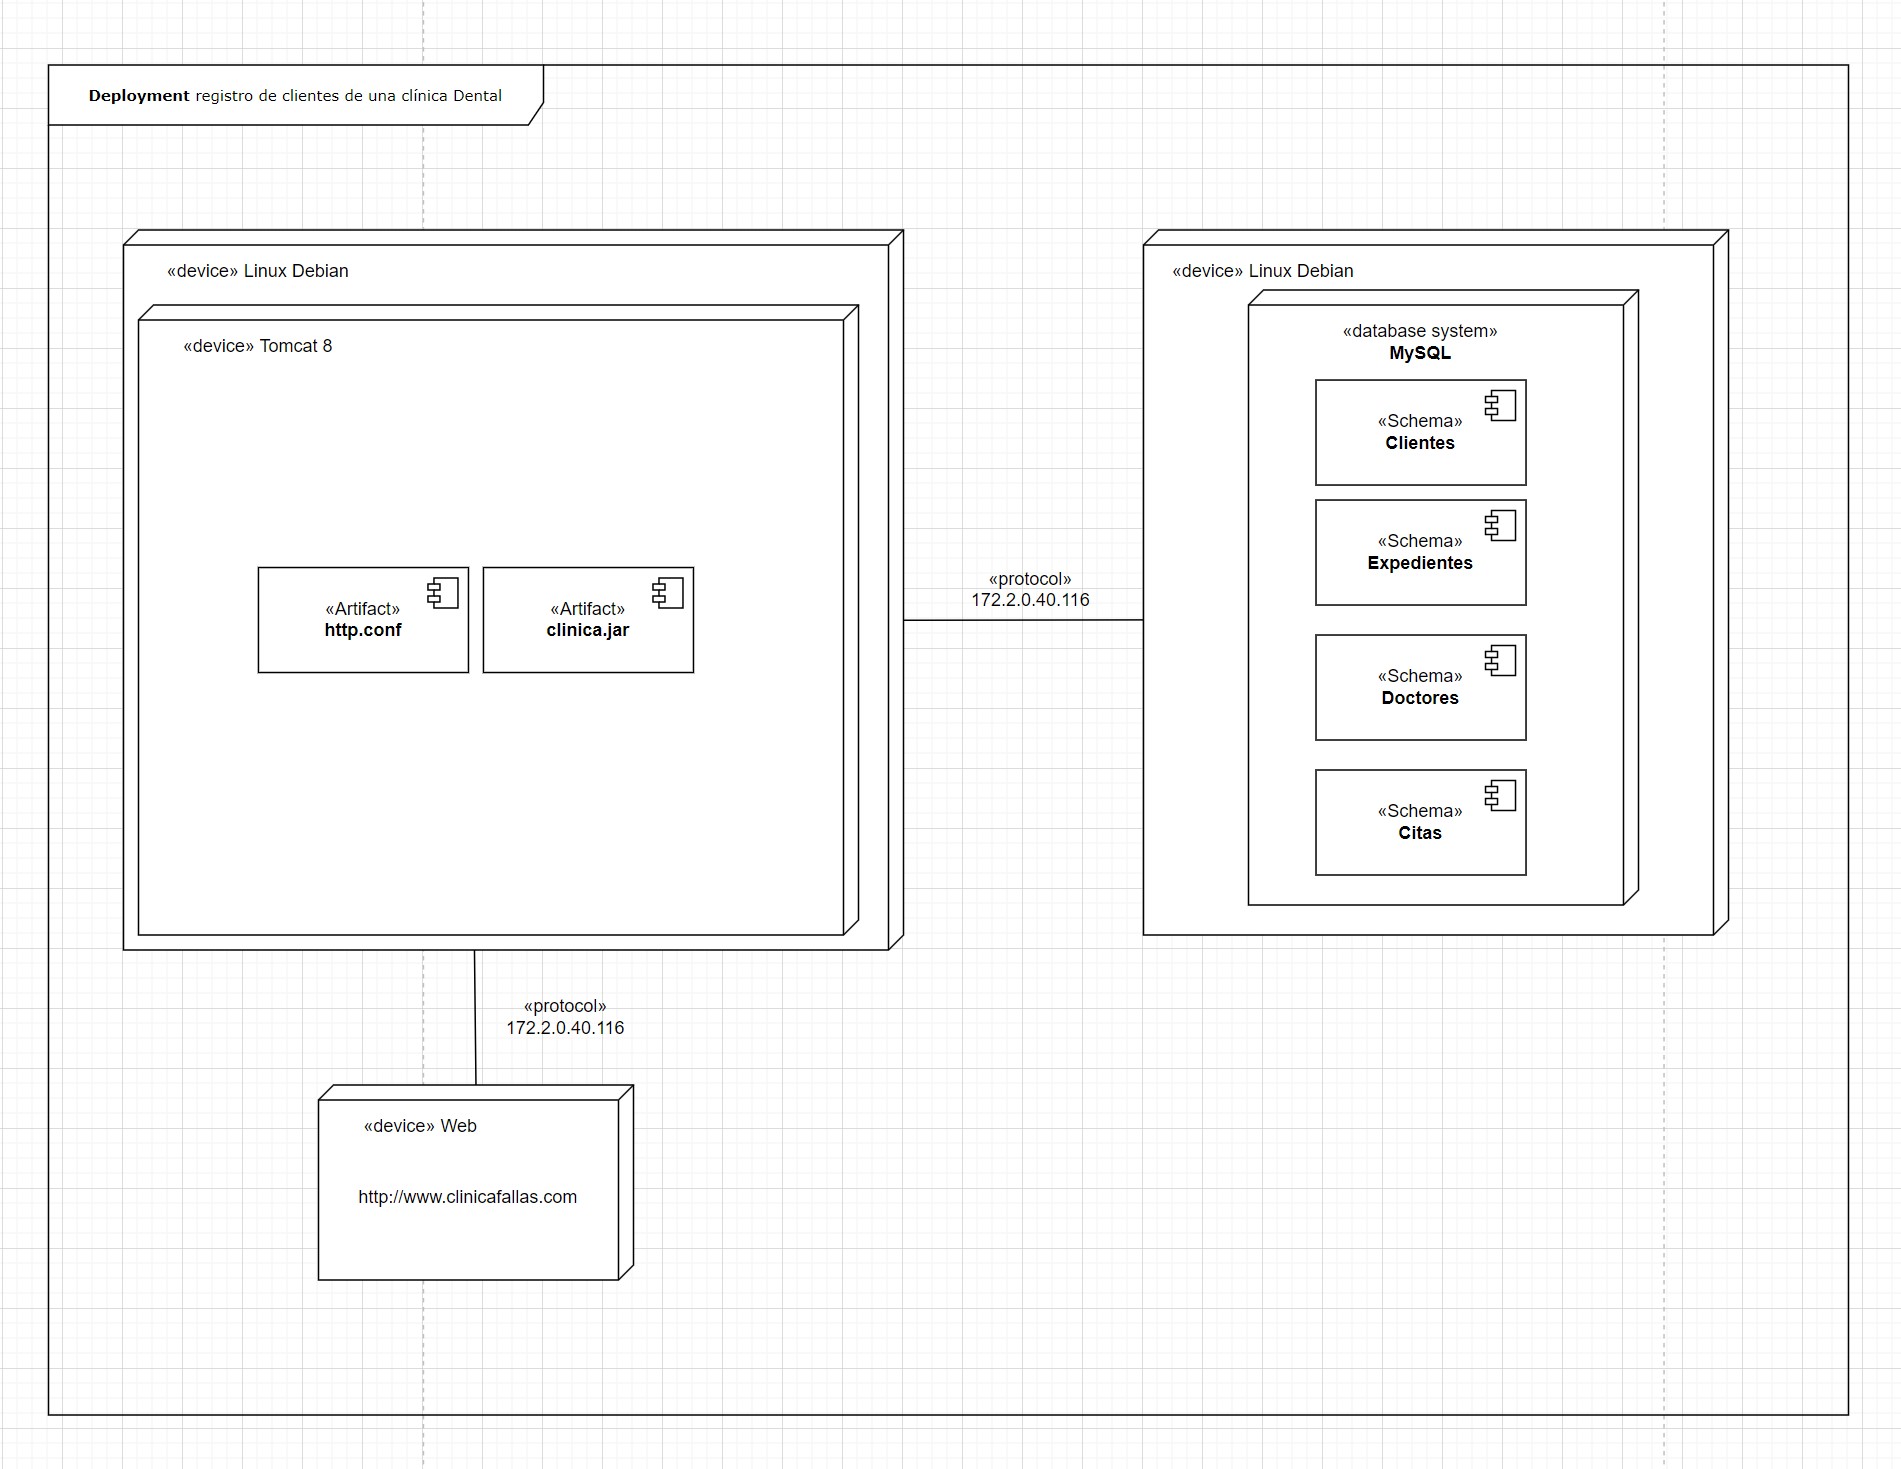 Deployment registro de clientes de una clínica Dental
«device» Linux Debian
«device» Tomcat 8
«Artifact»
http.conf
«Artifact»
clinica.jar
«protocol»
172.2.0.40.116
«device» Linux Debian
«database system»
MySQL
«Schema»
Clientes
«Schema»
Expedientes
«Schema»
Doctores
«Schema»
Citas
«protocol»
172.2.0.40.116
«device» Web
http://www.clinicafallas.com